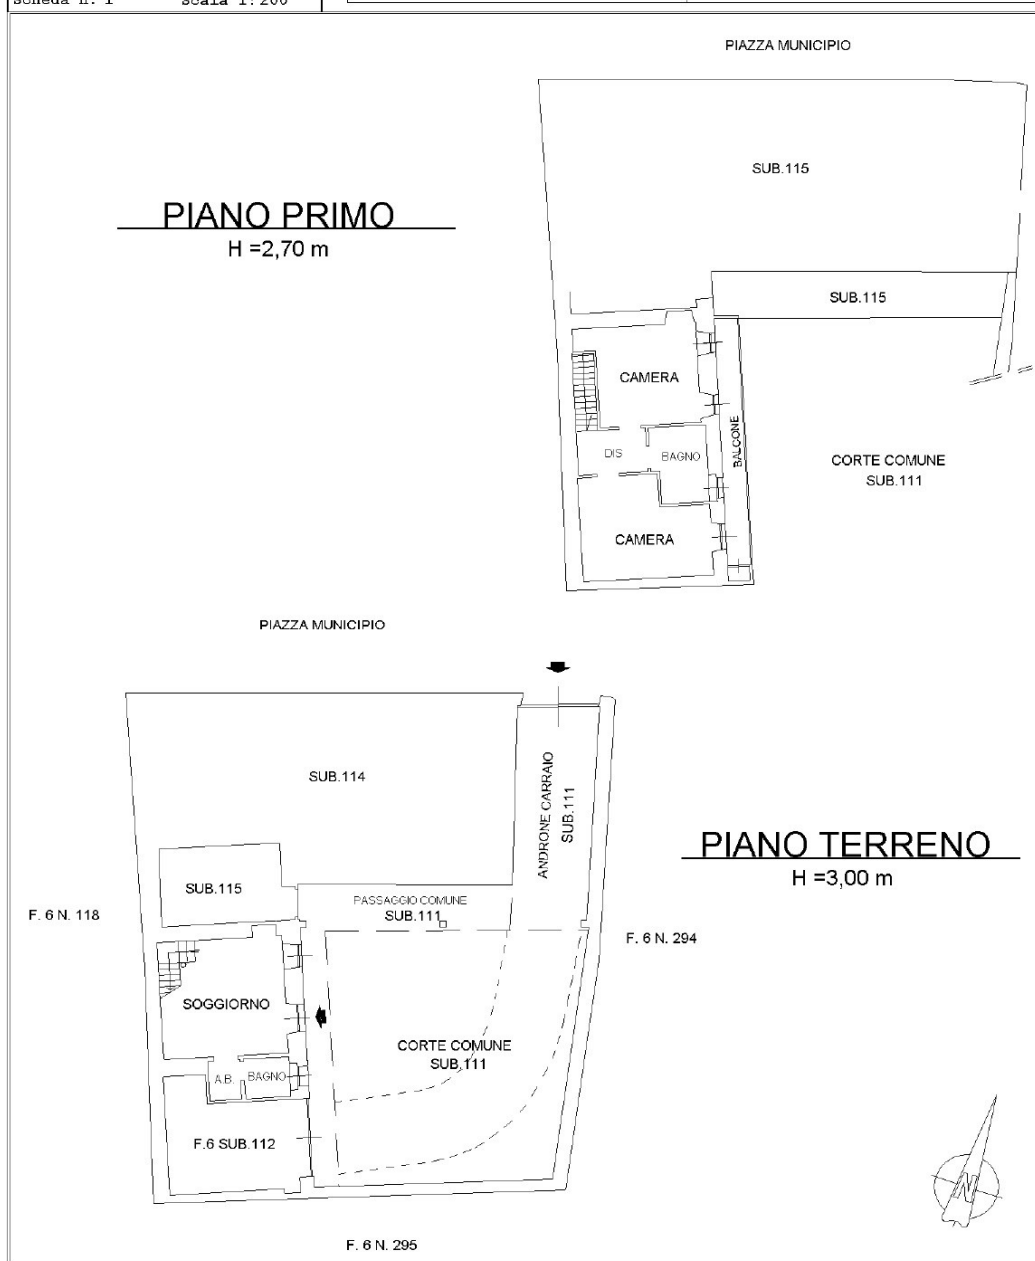 Scheda n. 1 Scala 1:200
PIAZZA MUNICIPIO
SUB.115
PIANO PRIMO
H =2,70 m
SUB.115
CAMERA
BALCONE
DIS
BAGNO
CORTE COMUNE
SUB.111
CAMERA
PIAZZA MUNICIPIO
SUB.114
ANDRONE CARRAIO
SUB.111
PIANO TERRENO
H =3,00 m
SUB.115
PASSAGGIO COMUNE
SUB.111
F. 6 N. 118
F. 6 N. 294
SOGGIORNO
CORTE COMUNE
SUB.111
A.B.
BAGNO
F.6 SUB.112
N
F. 6 N. 295